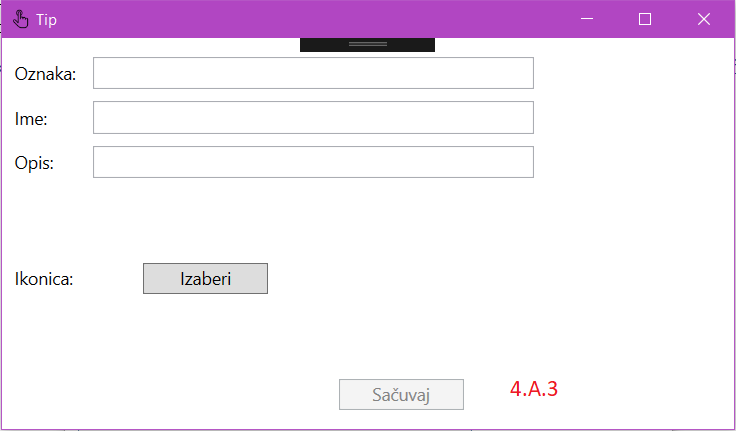 Tip
Oznaka:
Ime:
Opis:
Ikonica: Izaberi
Sačuvaj 4.A.3